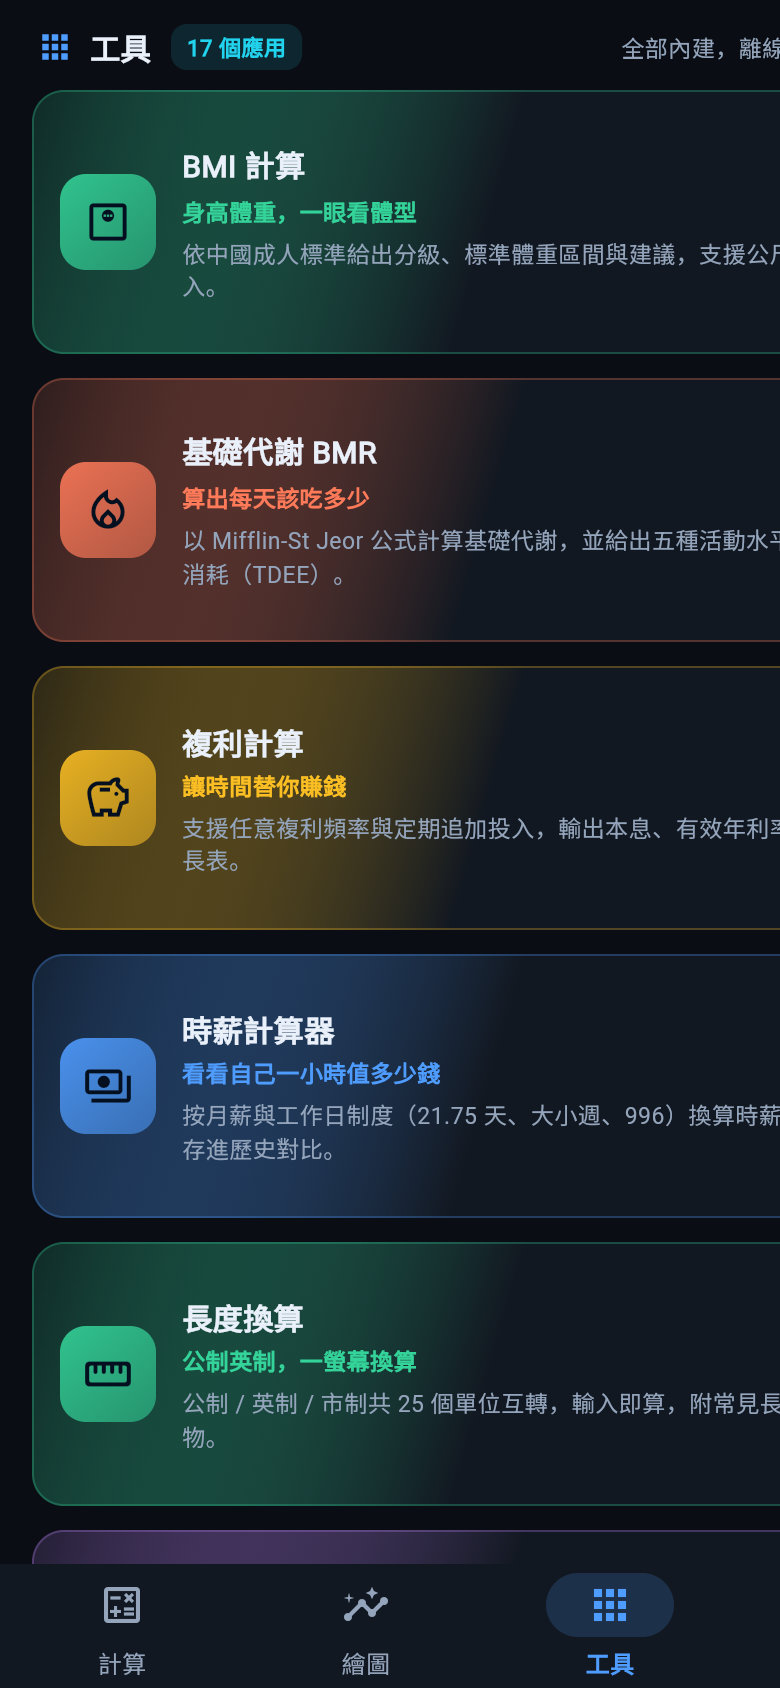 工具
17 個應用
全部內建，離線
BMI 計算
身高體重，一眼看體型
依中國成人標準給出分級、標準體重區間與建議，支援公
入。
基礎代謝 BMR
算出每天該吃多少
以 Mifflin-St Jeor 公式計算基礎代謝，並給出五種活動水平
消耗（TDEE）。
複利計算
讓時間替你賺錢
支援任意複利頻率與定期追加投入，輸出本息、有效年利率
長表。
時薪計算器
看看自己一小時值多少錢
按月薪與工作日制度（21.75 天、大小週、996）換算時薪
存進歷史對比。
長度換算
公制英制，一螢幕換算
公制 / 英制 / 市制共 25 個單位互轉，輸入即算，附常見長
物。
計算
繪圖
工具